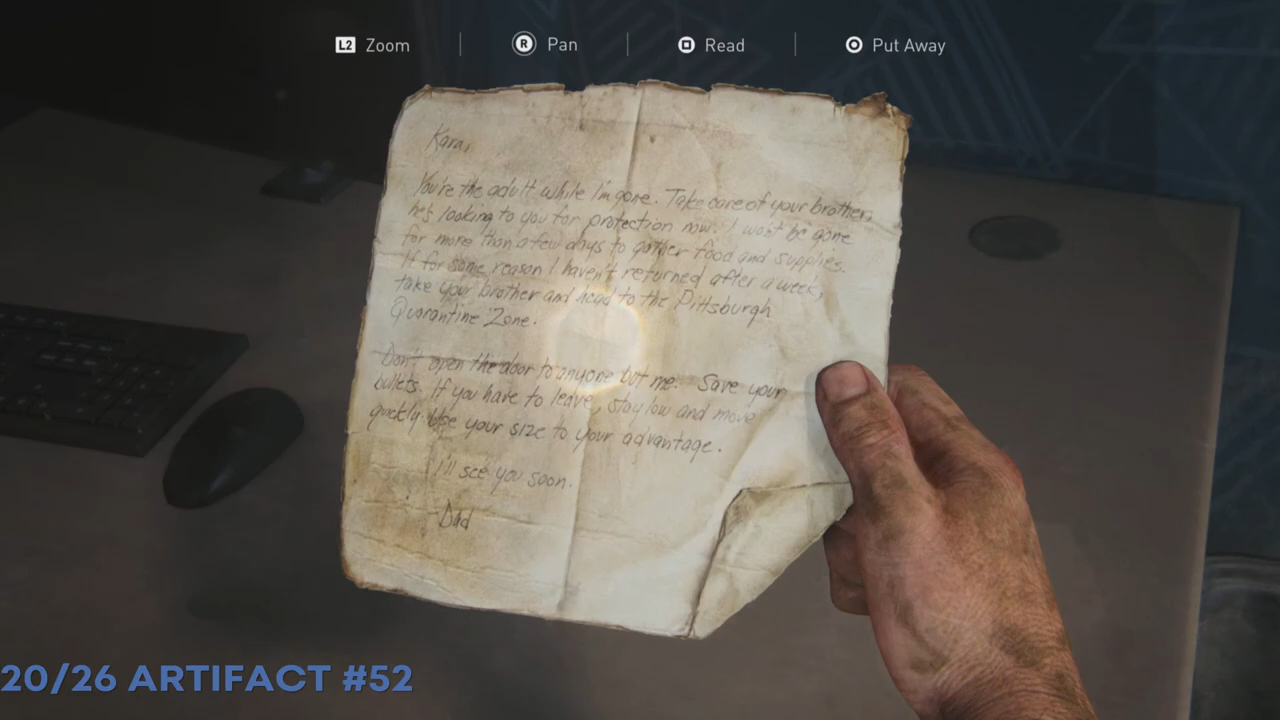 L2 Zoom
R Pan
Read
Put Away
Kara,
You're the adult while I'm gone. Take care of your brother,
he's looking to you for protection now. I won't be gone
for more than a few days to gather food and supplies.
If for some reason I haven't returned after a week,
take your brother and head to the Pittsburgh
Quarantine Zone.
Don't open the door to anyone but me. Save your
bullets. If you have to leave, stay low and move
quickly. Use your size to your advantage.
I'll see you soon.
Dad
20/26 ARTIFACT #52